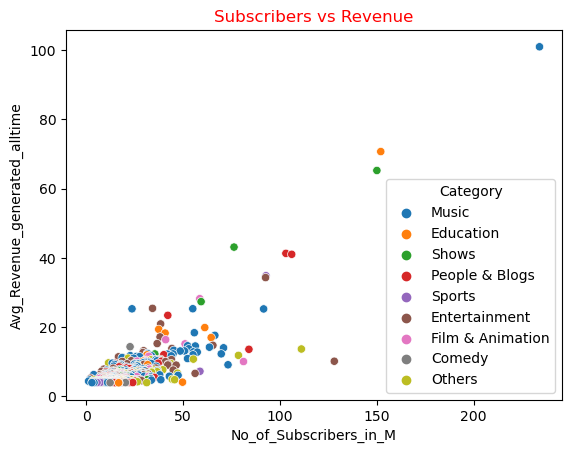 Subscribers vs Revenue
Avg_Revenue_generated_alltime
100
80
60
40
20
0
Category
Music
Education
Shows
People & Blogs
Sports
Entertainment
Film & Animation
Comedy
Others
0 50 100 150 200
No_of_Subscribers_in_M